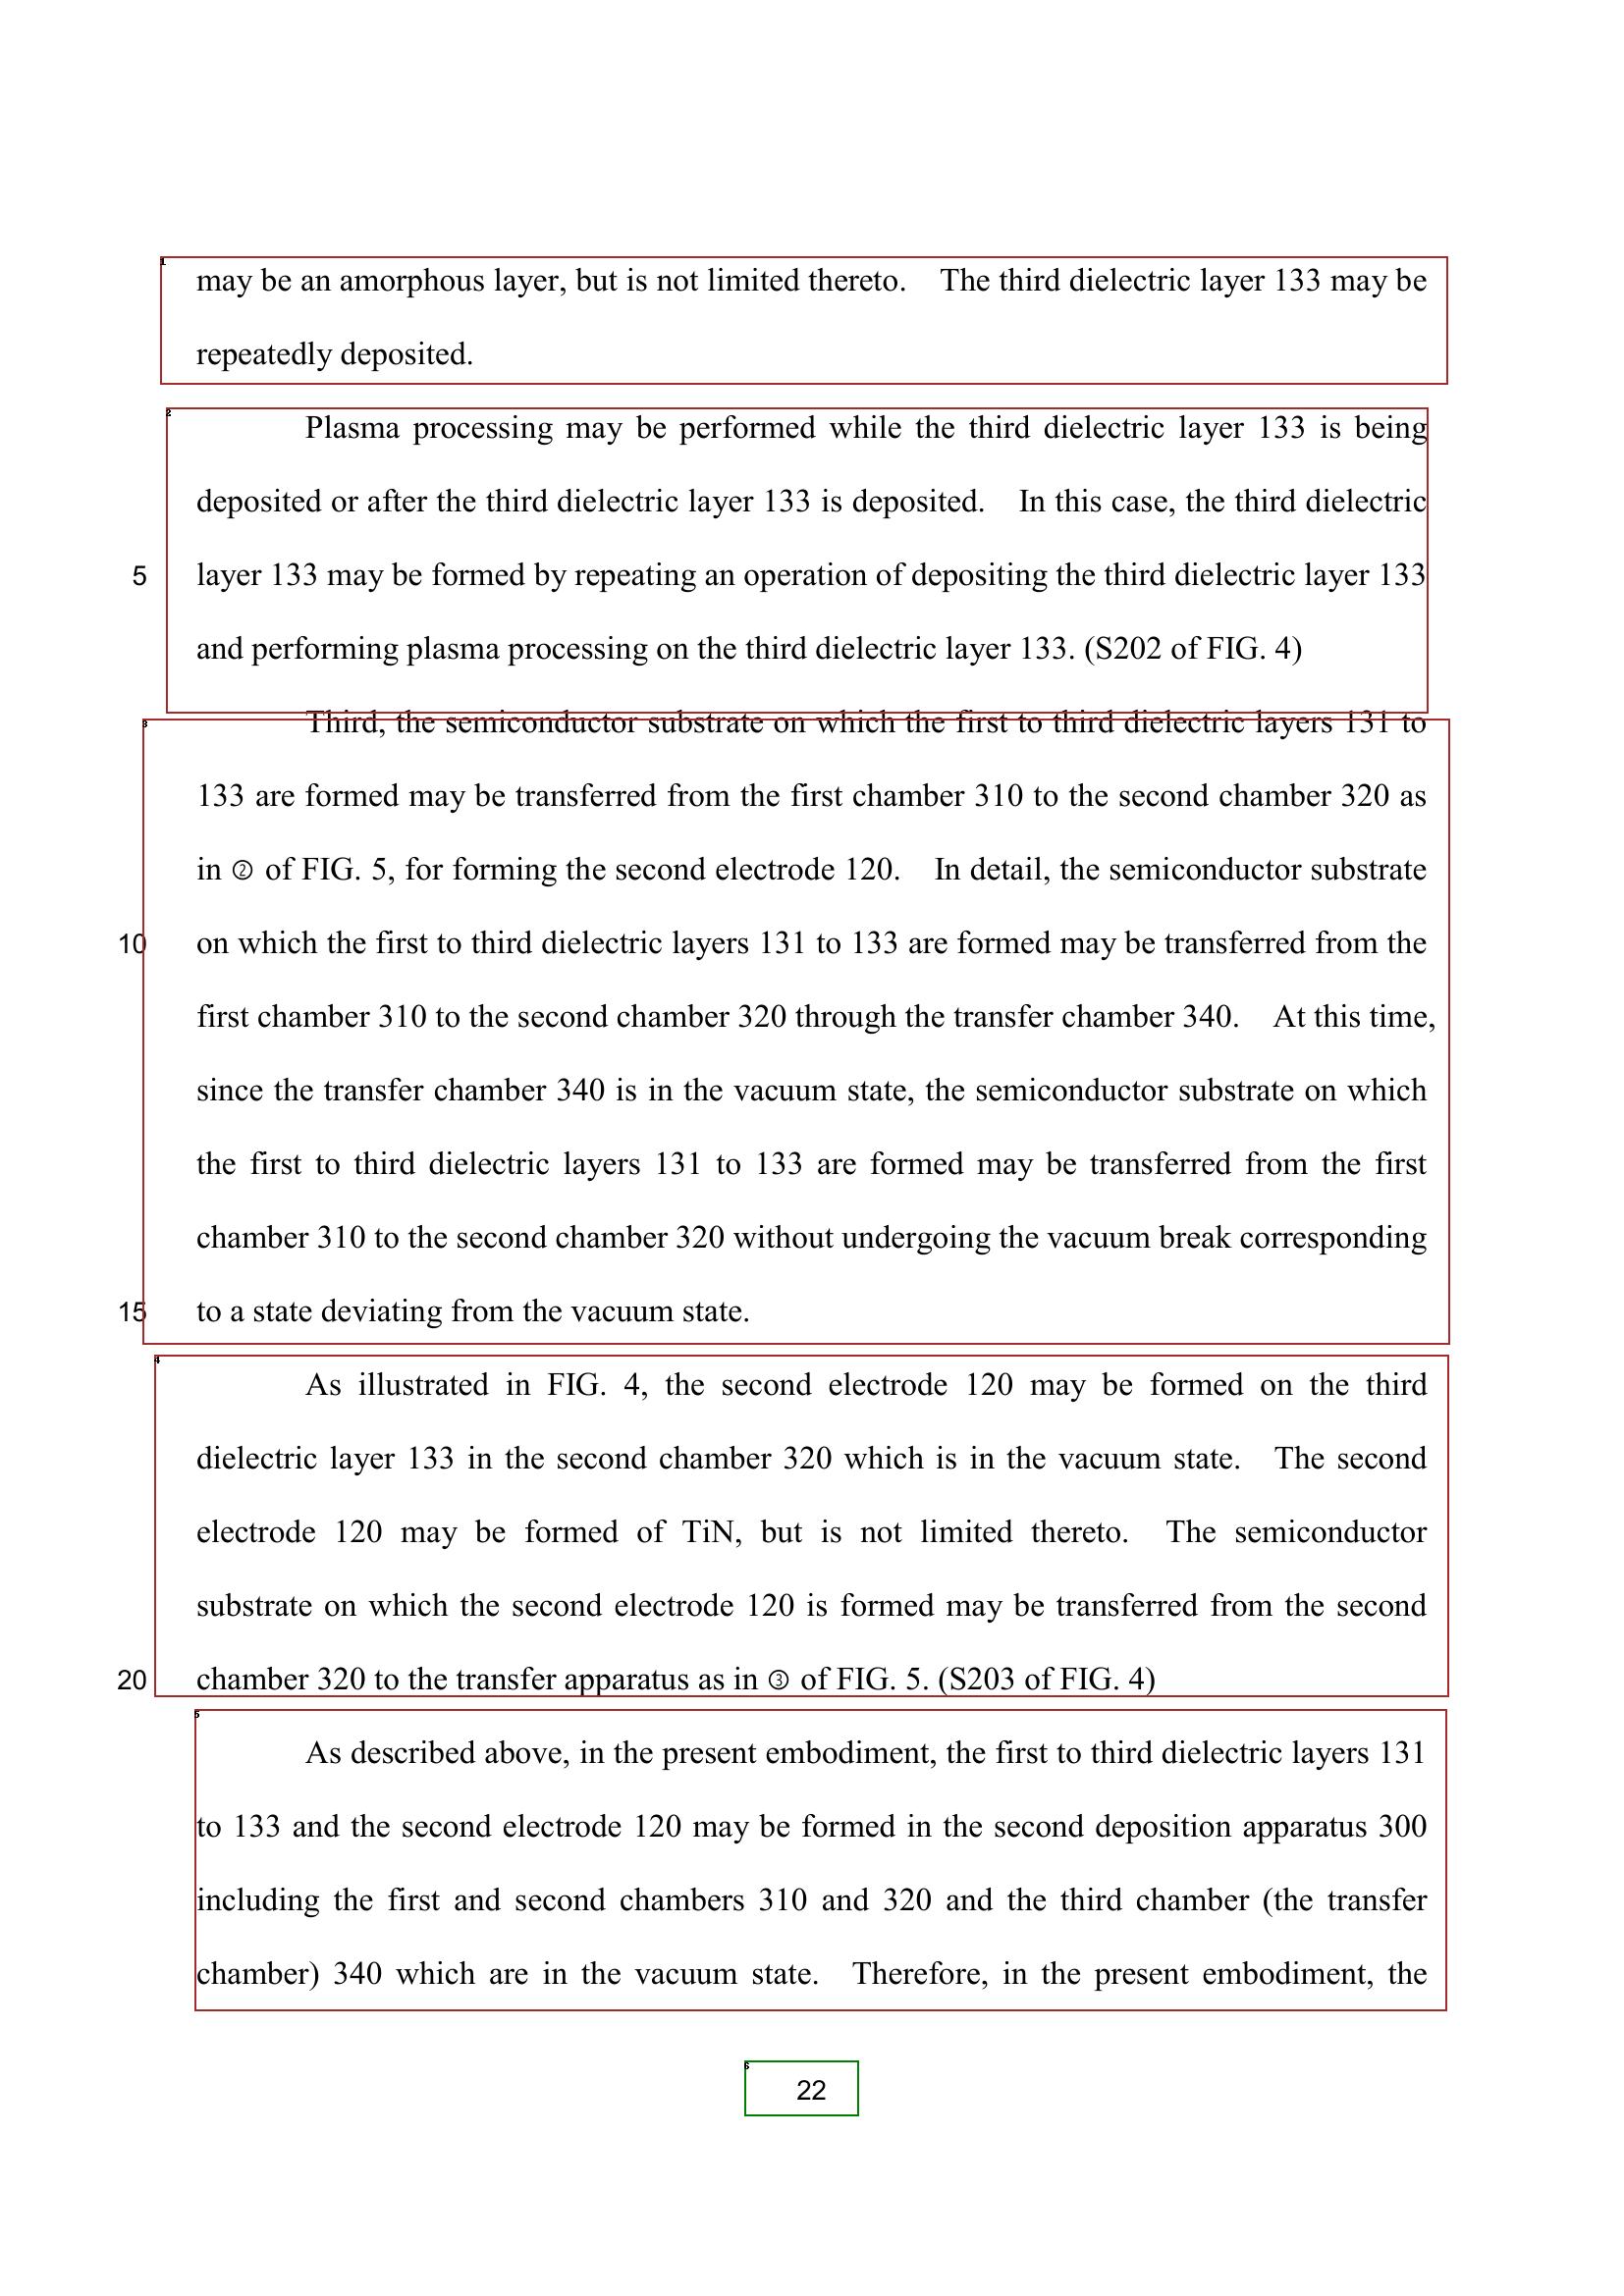 may be an amorphous layer, but is not limited thereto. The third dielectric layer 133 may be
repeatedly deposited.
Plasma processing may be performed while the third dielectric layer 133 is being
deposited or after the third dielectric layer 133 is deposited. In this case, the third dielectric
5 layer 133 may be formed by repeating an operation of depositing the third dielectric layer 133
and performing plasma processing on the third dielectric layer 133. (S202 of FIG. 4)
Third, the semiconductor substrate on which the first to third dielectric layers 131 to
133 are formed may be transferred from the first chamber 310 to the second chamber 320 as
in ② of FIG. 5, for forming the second electrode 120. In detail, the semiconductor substrate
10 on which the first to third dielectric layers 131 to 133 are formed may be transferred from the
first chamber 310 to the second chamber 320 through the transfer chamber 340. At this time,
since the transfer chamber 340 is in the vacuum state, the semiconductor substrate on which
the first to third dielectric layers 131 to 133 are formed may be transferred from the first
chamber 310 to the second chamber 320 without undergoing the vacuum break corresponding
15 to a state deviating from the vacuum state.
As illustrated in FIG. 4, the second electrode 120 may be formed on the third
dielectric layer 133 in the second chamber 320 which is in the vacuum state. The second
electrode 120 may be formed of TiN, but is not limited thereto. The semiconductor
substrate on which the second electrode 120 is formed may be transferred from the second
20 chamber 320 to the transfer apparatus as in ③ of FIG. 5. (S203 of FIG. 4)
As described above, in the present embodiment, the first to third dielectric layers 131
to 133 and the second electrode 120 may be formed in the second deposition apparatus 300
including the first and second chambers 310 and 320 and the third chamber (the transfer
chamber) 340 which are in the vacuum state. Therefore, in the present embodiment, the
22